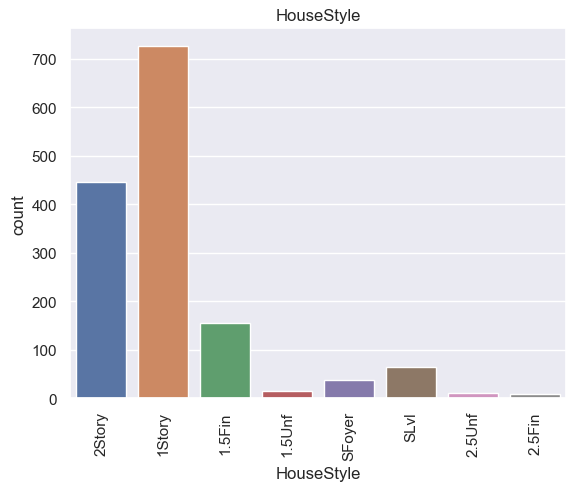 HouseStyle
700
600
500
400
300
200
100
0
count
2Story
1Story
1.5Fin
1.5Unf
SFoyer
SLvl
2.5Unf
2.5Fin
HouseStyle